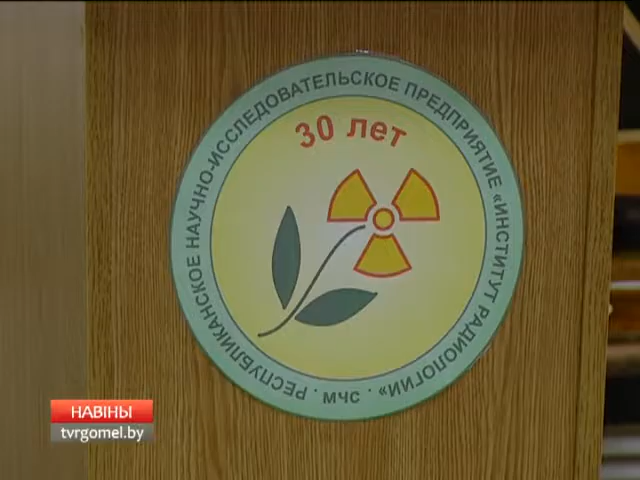 РЕСПУБЛИКАНСКОЕ НАУЧНО-ИССЛЕДОВАТЕЛЬСКОЕ ПРЕДПРИЯТИЕ «ИНСТИТУТ РАДИОЛОГИИ» · МЧС ·
30 лет
НАВІНЫ
tvrgomel.by